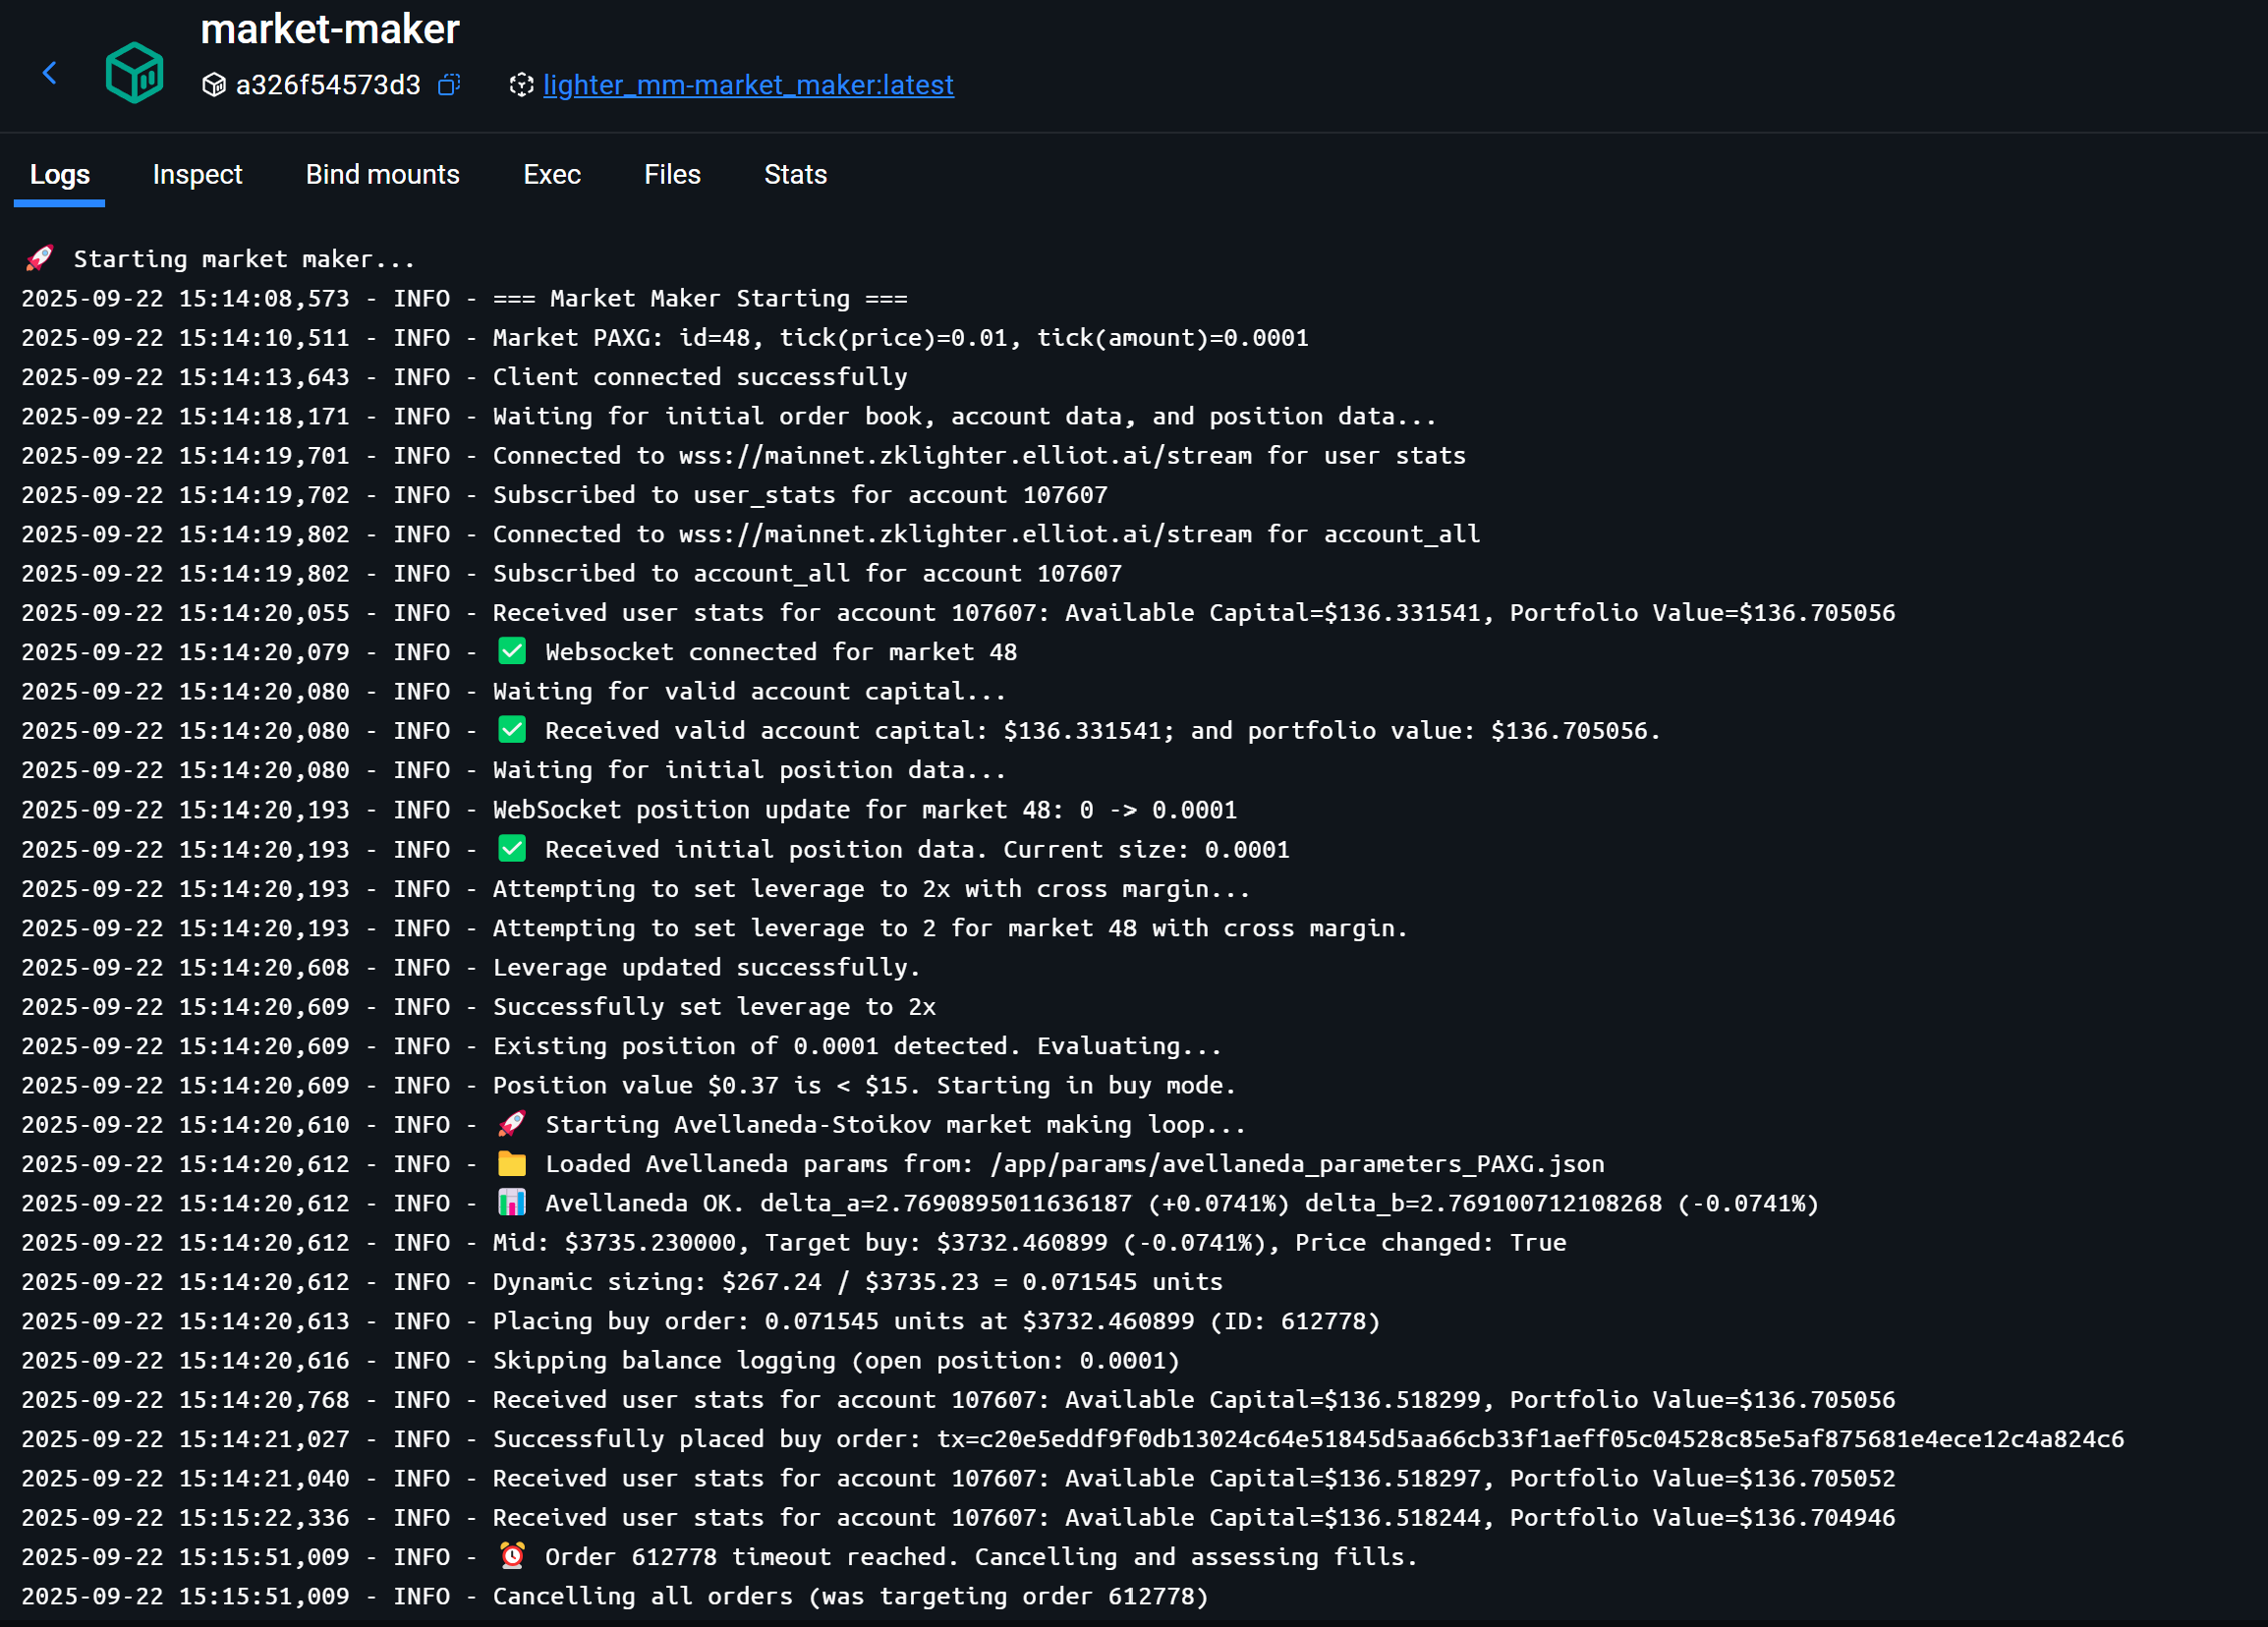 market-maker
a326f54573d3 lighter_mm-market_maker:latest
Logs Inspect Bind mounts Exec Files Stats
🚀 Starting market maker...
2025-09-22 15:14:08,573 - INFO - === Market Maker Starting ===
2025-09-22 15:14:10,511 - INFO - Market PAXG: id=48, tick(price)=0.01, tick(amount)=0.0001
2025-09-22 15:14:13,643 - INFO - Client connected successfully
2025-09-22 15:14:18,171 - INFO - Waiting for initial order book, account data, and position data...
2025-09-22 15:14:19,701 - INFO - Connected to wss://mainnet.zklighter.elliot.ai/stream for user stats
2025-09-22 15:14:19,702 - INFO - Subscribed to user_stats for account 107607
2025-09-22 15:14:19,802 - INFO - Connected to wss://mainnet.zklighter.elliot.ai/stream for account_all
2025-09-22 15:14:19,802 - INFO - Subscribed to account_all for account 107607
2025-09-22 15:14:20,055 - INFO - Received user stats for account 107607: Available Capital=$136.331541, Portfolio Value=$136.705056
2025-09-22 15:14:20,079 - INFO - ✅ Websocket connected for market 48
2025-09-22 15:14:20,080 - INFO - Waiting for valid account capital...
2025-09-22 15:14:20,080 - INFO - ✅ Received valid account capital: $136.331541; and portfolio value: $136.705056.
2025-09-22 15:14:20,080 - INFO - Waiting for initial position data...
2025-09-22 15:14:20,193 - INFO - WebSocket position update for market 48: 0 -> 0.0001
2025-09-22 15:14:20,193 - INFO - ✅ Received initial position data. Current size: 0.0001
2025-09-22 15:14:20,193 - INFO - Attempting to set leverage to 2x with cross margin...
2025-09-22 15:14:20,193 - INFO - Attempting to set leverage to 2 for market 48 with cross margin.
2025-09-22 15:14:20,608 - INFO - Leverage updated successfully.
2025-09-22 15:14:20,609 - INFO - Successfully set leverage to 2x
2025-09-22 15:14:20,609 - INFO - Existing position of 0.0001 detected. Evaluating...
2025-09-22 15:14:20,609 - INFO - Position value $0.37 is < $15. Starting in buy mode.
2025-09-22 15:14:20,610 - INFO - 🚀 Starting Avellaneda-Stoikov market making loop...
2025-09-22 15:14:20,612 - INFO - 📁 Loaded Avellaneda params from: /app/params/avellaneda_parameters_PAXG.json
2025-09-22 15:14:20,612 - INFO - 📊 Avellaneda OK. delta_a=2.7690895011636187 (+0.0741%) delta_b=2.769100712108268 (-0.0741%)
2025-09-22 15:14:20,612 - INFO - Mid: $3735.230000, Target buy: $3732.460899 (-0.0741%), Price changed: True
2025-09-22 15:14:20,612 - INFO - Dynamic sizing: $267.24 / $3735.23 = 0.071545 units
2025-09-22 15:14:20,613 - INFO - Placing buy order: 0.071545 units at $3732.460899 (ID: 612778)
2025-09-22 15:14:20,616 - INFO - Skipping balance logging (open position: 0.0001)
2025-09-22 15:14:20,768 - INFO - Received user stats for account 107607: Available Capital=$136.518299, Portfolio Value=$136.705056
2025-09-22 15:14:21,027 - INFO - Successfully placed buy order: tx=c20e5eddf9f0db13024c64e51845d5aa66cb33f1aeff05c04528c85e5af875681e4ece12c4a824c6
2025-09-22 15:14:21,040 - INFO - Received user stats for account 107607: Available Capital=$136.518297, Portfolio Value=$136.705052
2025-09-22 15:15:22,336 - INFO - Received user stats for account 107607: Available Capital=$136.518244, Portfolio Value=$136.704946
2025-09-22 15:15:51,009 - INFO - ⏰ Order 612778 timeout reached. Cancelling and assessing fills.
2025-09-22 15:15:51,009 - INFO - Cancelling all orders (was targeting order 612778)